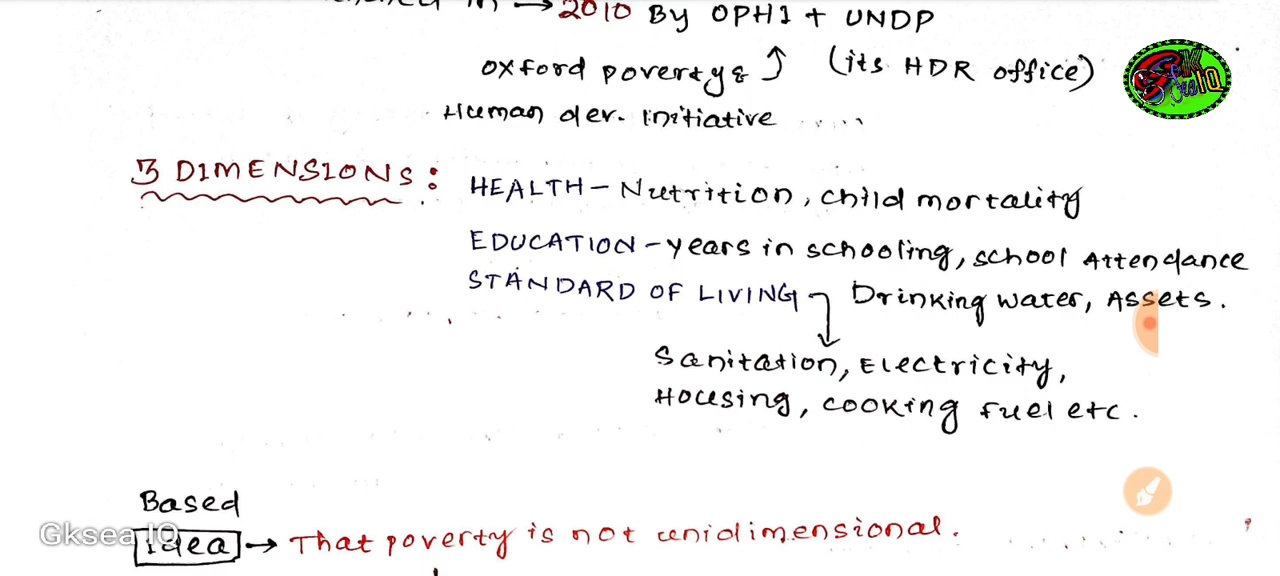 in → 2010 By OPHI + UNDP
Oxford poverty & ↑ (its HDR office)
Human dev. Initiative .....
3 DIMENSIONS :
HEALTH – Nutrition, child mortality
EDUCATION – years in schooling, school Attendance
STANDARD OF LIVING → Drinking water, Assets.
Sanitation, Electricity,
Housing, cooking fuel etc.
Based
idea → That poverty is not unidimensional.
Gksea IQ